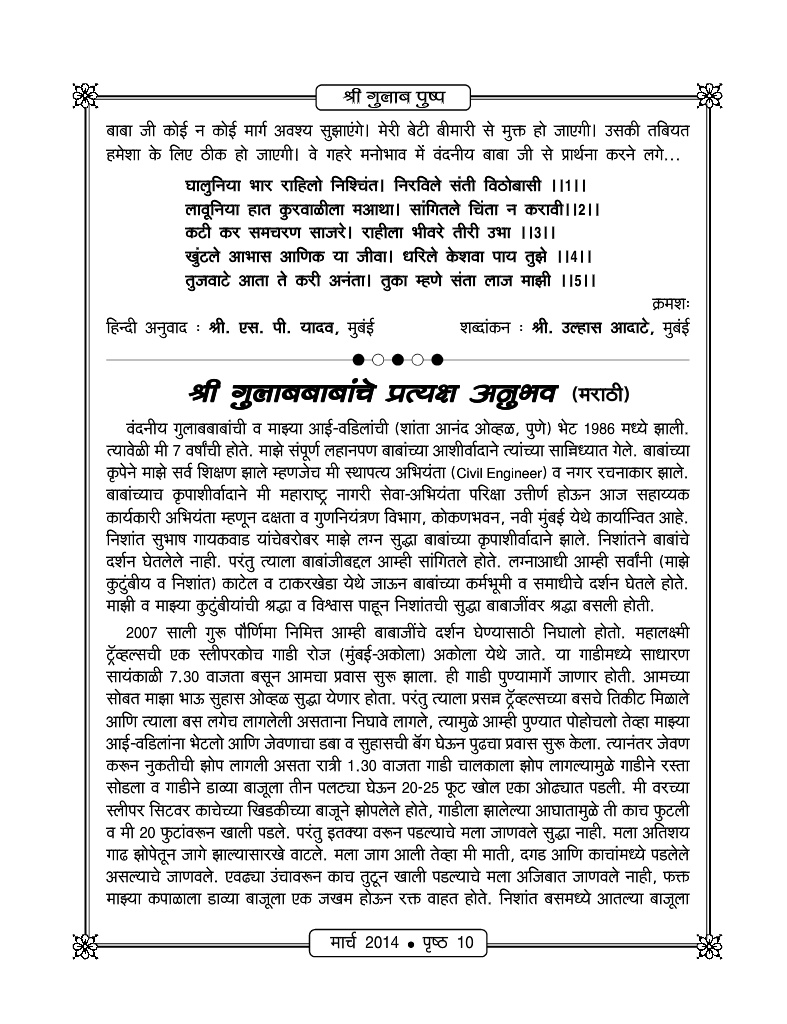 श्री गुलाब पुष्प
बाबा जी कोई न कोई मार्ग अवश्य सुझाएंगे। मेरी बेटी बीमारी से मुक्त हो जाएगी। उसकी तबियत
हमेशा के लिए ठीक हो जाएगी। वे गहरे मनोभाव में वंदनीय बाबा जी से प्रार्थना करने लगे...
घालुनिया भार राहिलो निश्चिंत। निरविले संती विठोबासी ।।1।।
लावूनिया हात कुरवाळीला मआथा। सांगितले चिंता न करावी।।2।।
कटी कर समचरण साजरे। राहीला भीवरे तीरी उभा ।।3।।
खुंटले आभास आणिक या जीवा। धरिले केशवा पाय तुझे ।।4।।
तुजवाटे आता ते करी अनंता। तुका म्हणे संता लाज माझी ।।5।।
क्रमशः
हिन्दी अनुवाद : श्री. एस. पी. यादव, मुबंई शब्दांकन : श्री. उल्हास आदाटे, मुबंई
श्री गुलाबबाबांचे प्रत्यक्ष अनुभव (मराठी)
वंदनीय गुलाबबाबांची व माझ्या आई-वडिलांची (शांता आनंद ओव्हळ, पुणे) भेट 1986 मध्ये झाली.
त्यावेळी मी 7 वर्षांची होते. माझे संपूर्ण लहानपण बाबांच्या आशीर्वादाने त्यांच्या सान्निध्यात गेले. बाबांच्या
कृपेने माझे सर्व शिक्षण झाले म्हणजेच मी स्थापत्य अभियंता (Civil Engineer) व नगर रचनाकार झाले.
बाबांच्याच कृपाशीर्वादाने मी महाराष्ट्र नागरी सेवा-अभियंता परिक्षा उत्तीर्ण होऊन आज सहाय्यक
कार्यकारी अभियंता म्हणून दक्षता व गुणनियंत्रण विभाग, कोकणभवन, नवी मुंबई येथे कार्यान्वित आहे.
निशांत सुभाष गायकवाड यांचेबरोबर माझे लग्न सुद्धा बाबांच्या कृपाशीर्वादाने झाले. निशांतने बाबांचे
दर्शन घेतलेले नाही. परंतु त्याला बाबांजीबद्दल आम्ही सांगितले होते. लग्नाआधी आम्ही सर्वांनी (माझे
कुटुंबीय व निशांत) काटेल व टाकरखेडा येथे जाऊन बाबांच्या कर्मभूमी व समाधीचे दर्शन घेतले होते.
माझी व माझ्या कुटुंबीयांची श्रद्धा व विश्वास पाहून निशांतची सुद्धा बाबाजींवर श्रद्धा बसली होती.
2007 साली गुरू पौर्णिमा निमित्त आम्ही बाबाजींचे दर्शन घेण्यासाठी निघालो होतो. महालक्ष्मी
ट्रॅव्हल्सची एक स्लीपरकोच गाडी रोज (मुंबई-अकोला) अकोला येथे जाते. या गाडीमध्ये साधारण
सायंकाळी 7.30 वाजता बसून आमचा प्रवास सुरू झाला. ही गाडी पुण्यामार्गे जाणार होती. आमच्या
सोबत माझा भाऊ सुहास ओव्हळ सुद्धा येणार होता. परंतु त्याला प्रसन्न ट्रॅव्हल्सच्या बसचे तिकीट मिळाले
आणि त्याला बस लगेच लागलेली असताना निघावे लागले, त्यामुळे आम्ही पुण्यात पोहोचलो तेव्हा माझ्या
आई-वडिलांना भेटलो आणि जेवणाचा डबा व सुहासची बॅग घेऊन पुढचा प्रवास सुरू केला. त्यानंतर जेवण
करून नुकतीची झोप लागली असता रात्री 1.30 वाजता गाडी चालकाला झोप लागल्यामुळे गाडीने रस्ता
सोडला व गाडीने डाव्या बाजूला तीन पलट्या घेऊन 20-25 फूट खोल एका ओढ्यात पडली. मी वरच्या
स्लीपर सिटवर काचेच्या खिडकीच्या बाजूने झोपलेले होते, गाडीला झालेल्या आघातामुळे ती काच फुटली
व मी 20 फुटांवरून खाली पडले. परंतु इतक्या वरून पडल्याचे मला जाणवले सुद्धा नाही. मला अतिशय
गाढ झोपेतून जागे झाल्यासारखे वाटले. मला जाग आली तेव्हा मी माती, दगड आणि काचांमध्ये पडलेले
असल्याचे जाणवले. एवढ्या उंचावरून काच तुटून खाली पडल्याचे मला अजिबात जाणवले नाही, फक्त
माझ्या कपाळाला डाव्या बाजूला एक जखम होऊन रक्त वाहत होते. निशांत बसमध्ये आतल्या बाजूला
मार्च 2014 ● पृष्ठ 10